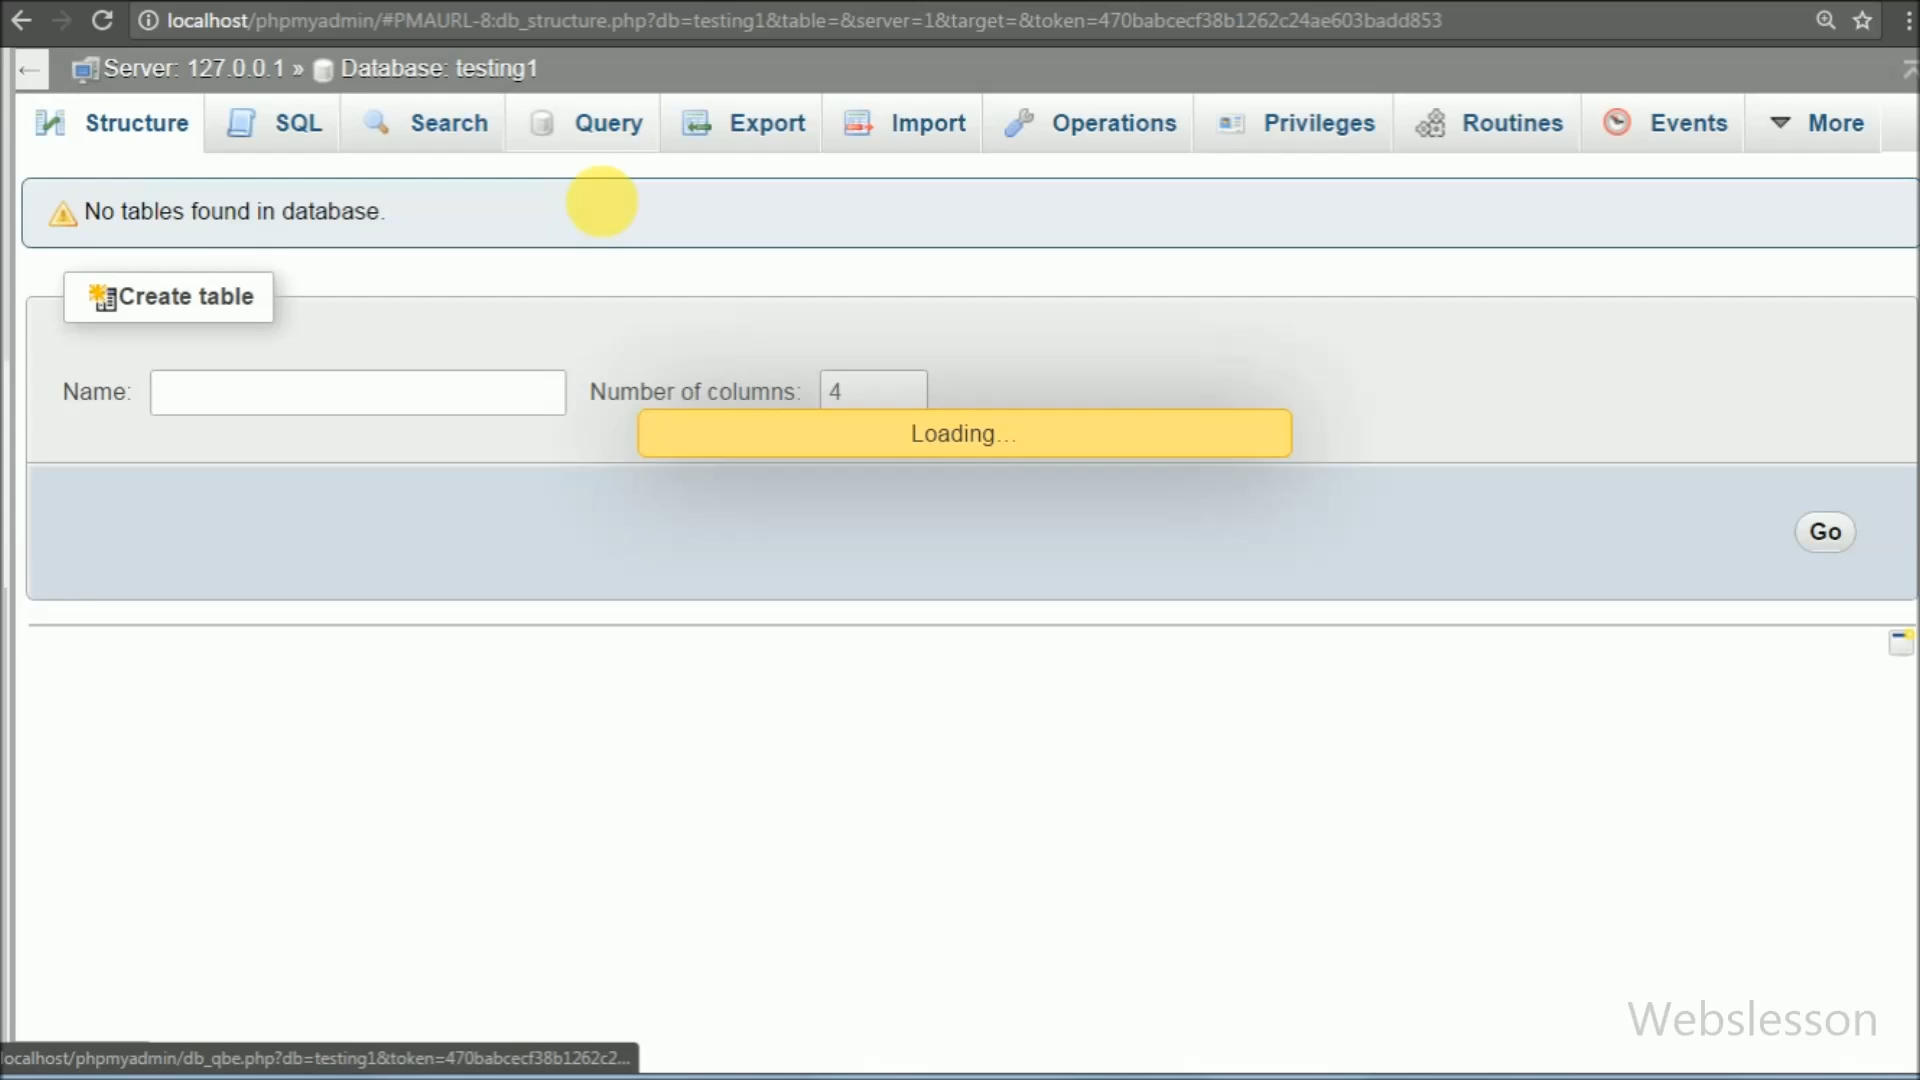 localhost/phpmyadmin/#PMAURL-8:db_structure.php?db=testing1&table=&server=1&target=&token=470babcecf38b1262c24ae603badd853
Server: 127.0.0.1 » Database: testing1
Structure SQL Search Query Export Import Operations Privileges Routines Events More
No tables found in database.
Create table
Name: Number of columns: 4
Loading...
Go
Webslesson
localhost/phpmyadmin/db_qbe.php?db=testing1&token=470babcecf38b1262c2...